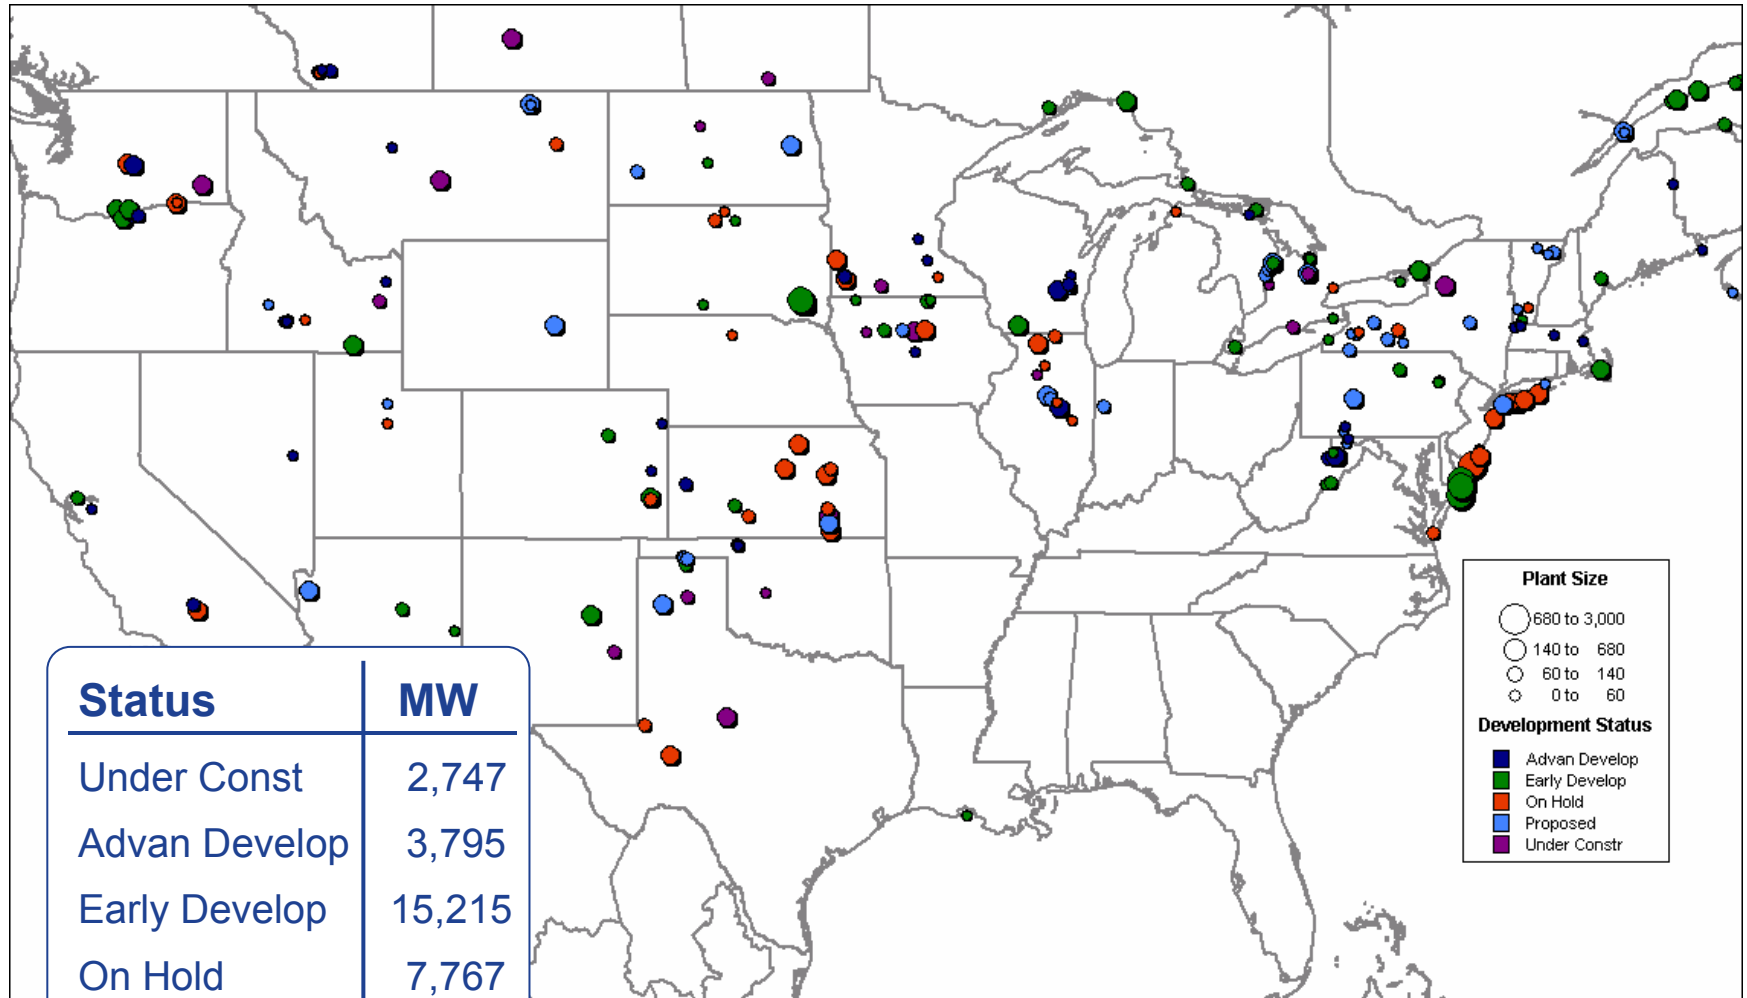 Plant Size
680 to 3,000
140 to 680
60 to 140
0 to 60
Development Status
Advan Develop
Early Develop
On Hold
Proposed
Under Constr
Status MW
Under Const 2,747
Advan Develop 3,795
Early Develop 15,215
On Hold 7,767